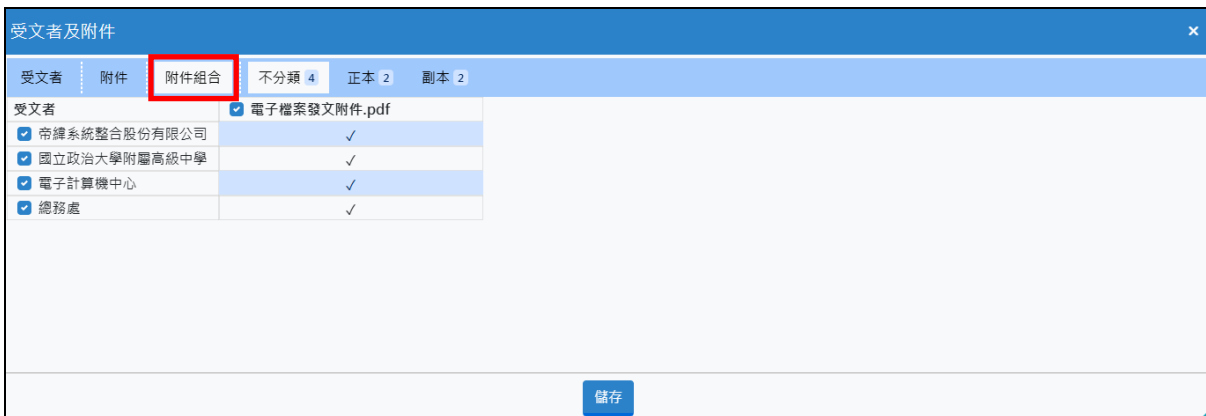 受文者及附件 ×
受文者 附件 附件組合 不分類 4 正本 2 副本 2
受文者 電子檔案發文附件.pdf
帝緯系統整合股份有限公司 ✓
國立政治大學附屬高級中學 ✓
電子計算機中心 ✓
總務處 ✓
儲存